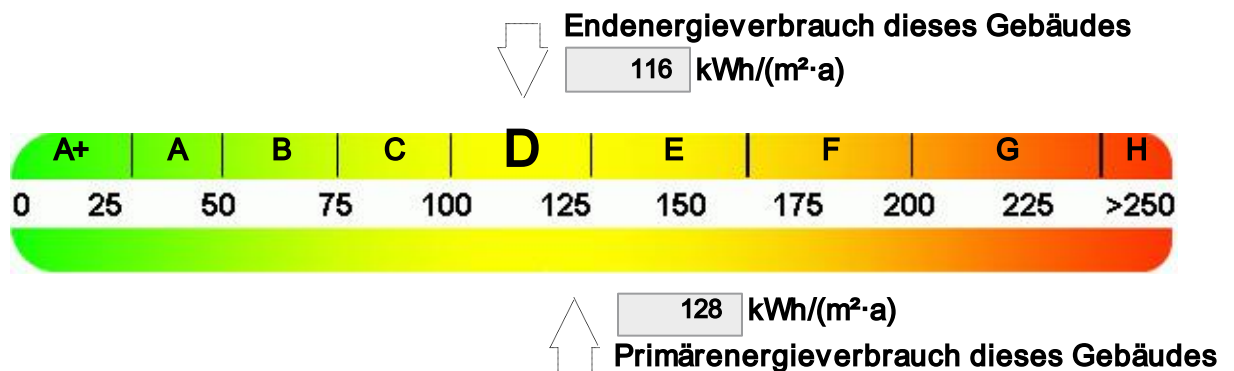 Endenergieverbrauch dieses Gebäudes
116 kWh/(m²·a)
A+ A B C D E F G H
0 25 50 75 100 125 150 175 200 225 >250
128 kWh/(m²·a)
Primärenergieverbrauch dieses Gebäudes